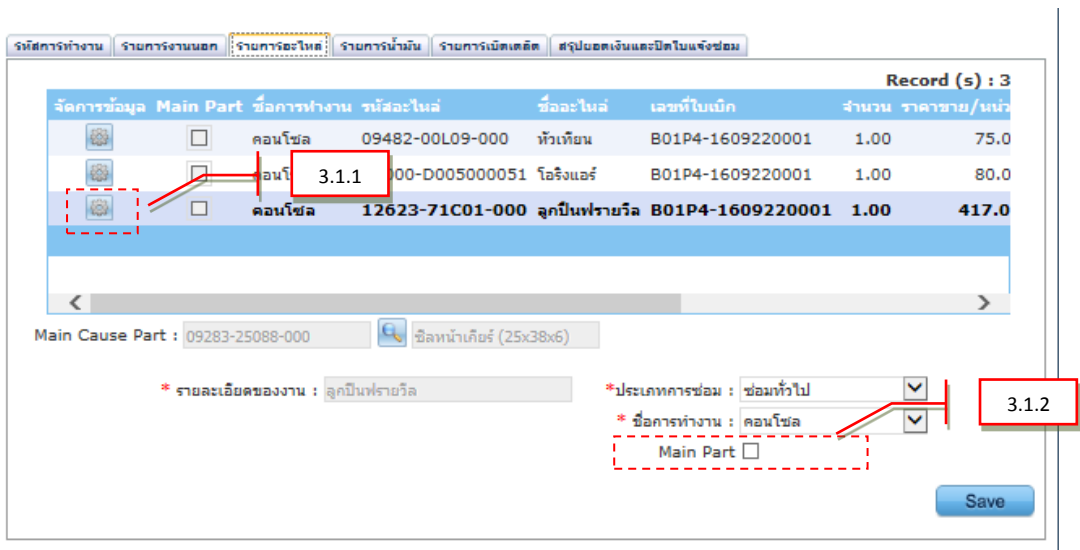 รหัสการทำงาน รายการงานนอก รายการอะไหล่ รายการน้ำมัน รายการเบ็ดเตล็ด สรุปยอดเงินและปิดใบแจ้งซ่อม
Record (s) : 3
จัดการข้อมูล Main Part ชื่อการทำงาน รหัสอะไหล่ ชื่ออะไหล่ เลขที่ใบเบิก จำนวน ราคาขาย/หน่ว
คอนโซล 09482-00L09-000 หัวเทียน B01P4-1609220001 1.00 75.0
3.1.1
000-D005000051 โอริงแอร์ B01P4-1609220001 1.00 80.0
คอนโซล 12623-71C01-000 ลูกปืนฟรายวีล B01P4-1609220001 1.00 417.0
Main Cause Part : 09283-25088-000 ซีลหน้าเกียร์ (25x38x6)
* รายละเอียดของงาน : ลูกปืนฟรายวีล *ประเภทการซ่อม : ซ่อมทั่วไป
3.1.2
* ชื่อการทำงาน : คอนโซล
Main Part
Save